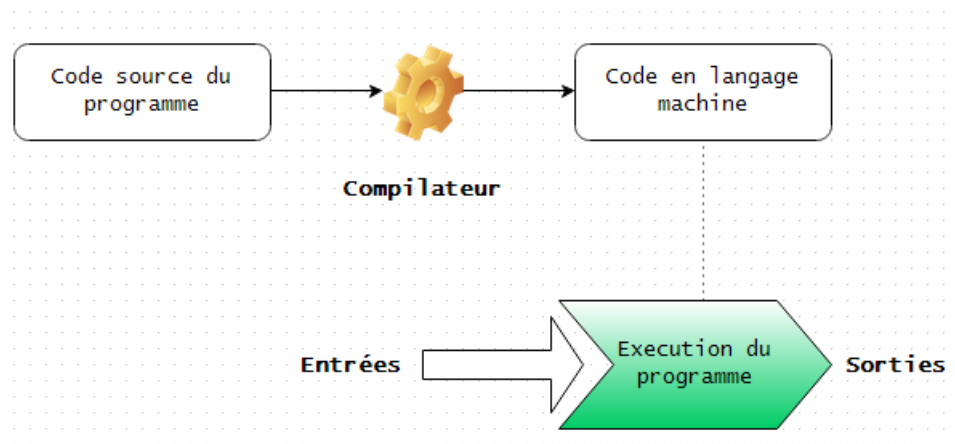 Code source du
programme
Code en langage
machine
Compilateur
Entrées
Execution du
programme
Sorties